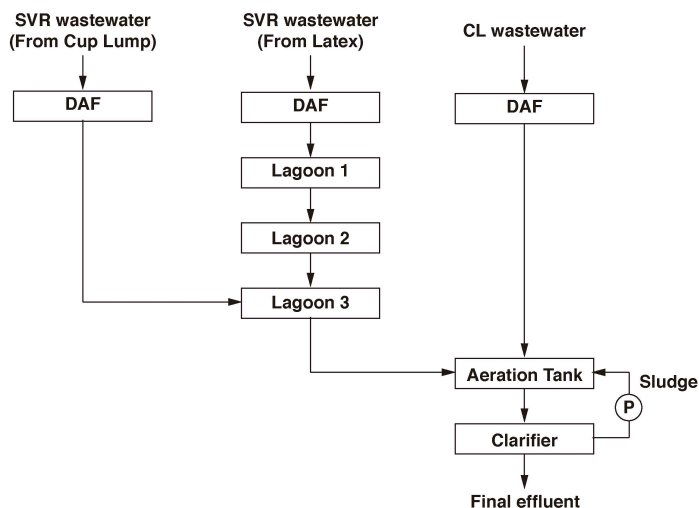 SVR wastewater
(From Cup Lump)
SVR wastewater
(From Latex)
CL wastewater
DAF
DAF
DAF
Lagoon 1
Lagoon 2
Lagoon 3
Aeration Tank
Sludge
P
Clarifier
Final effluent